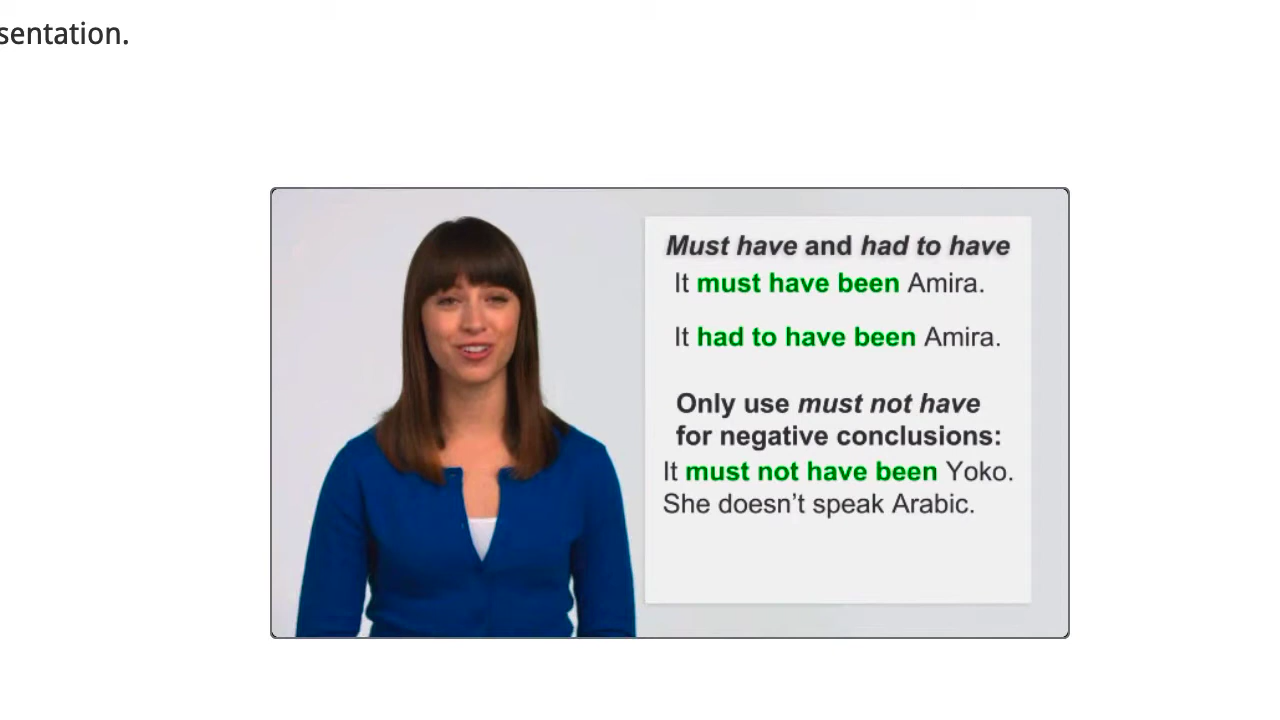 sentation.
Must have and had to have
It must have been Amira.
It had to have been Amira.
Only use must not have
for negative conclusions:
It must not have been Yoko.
She doesn’t speak Arabic.